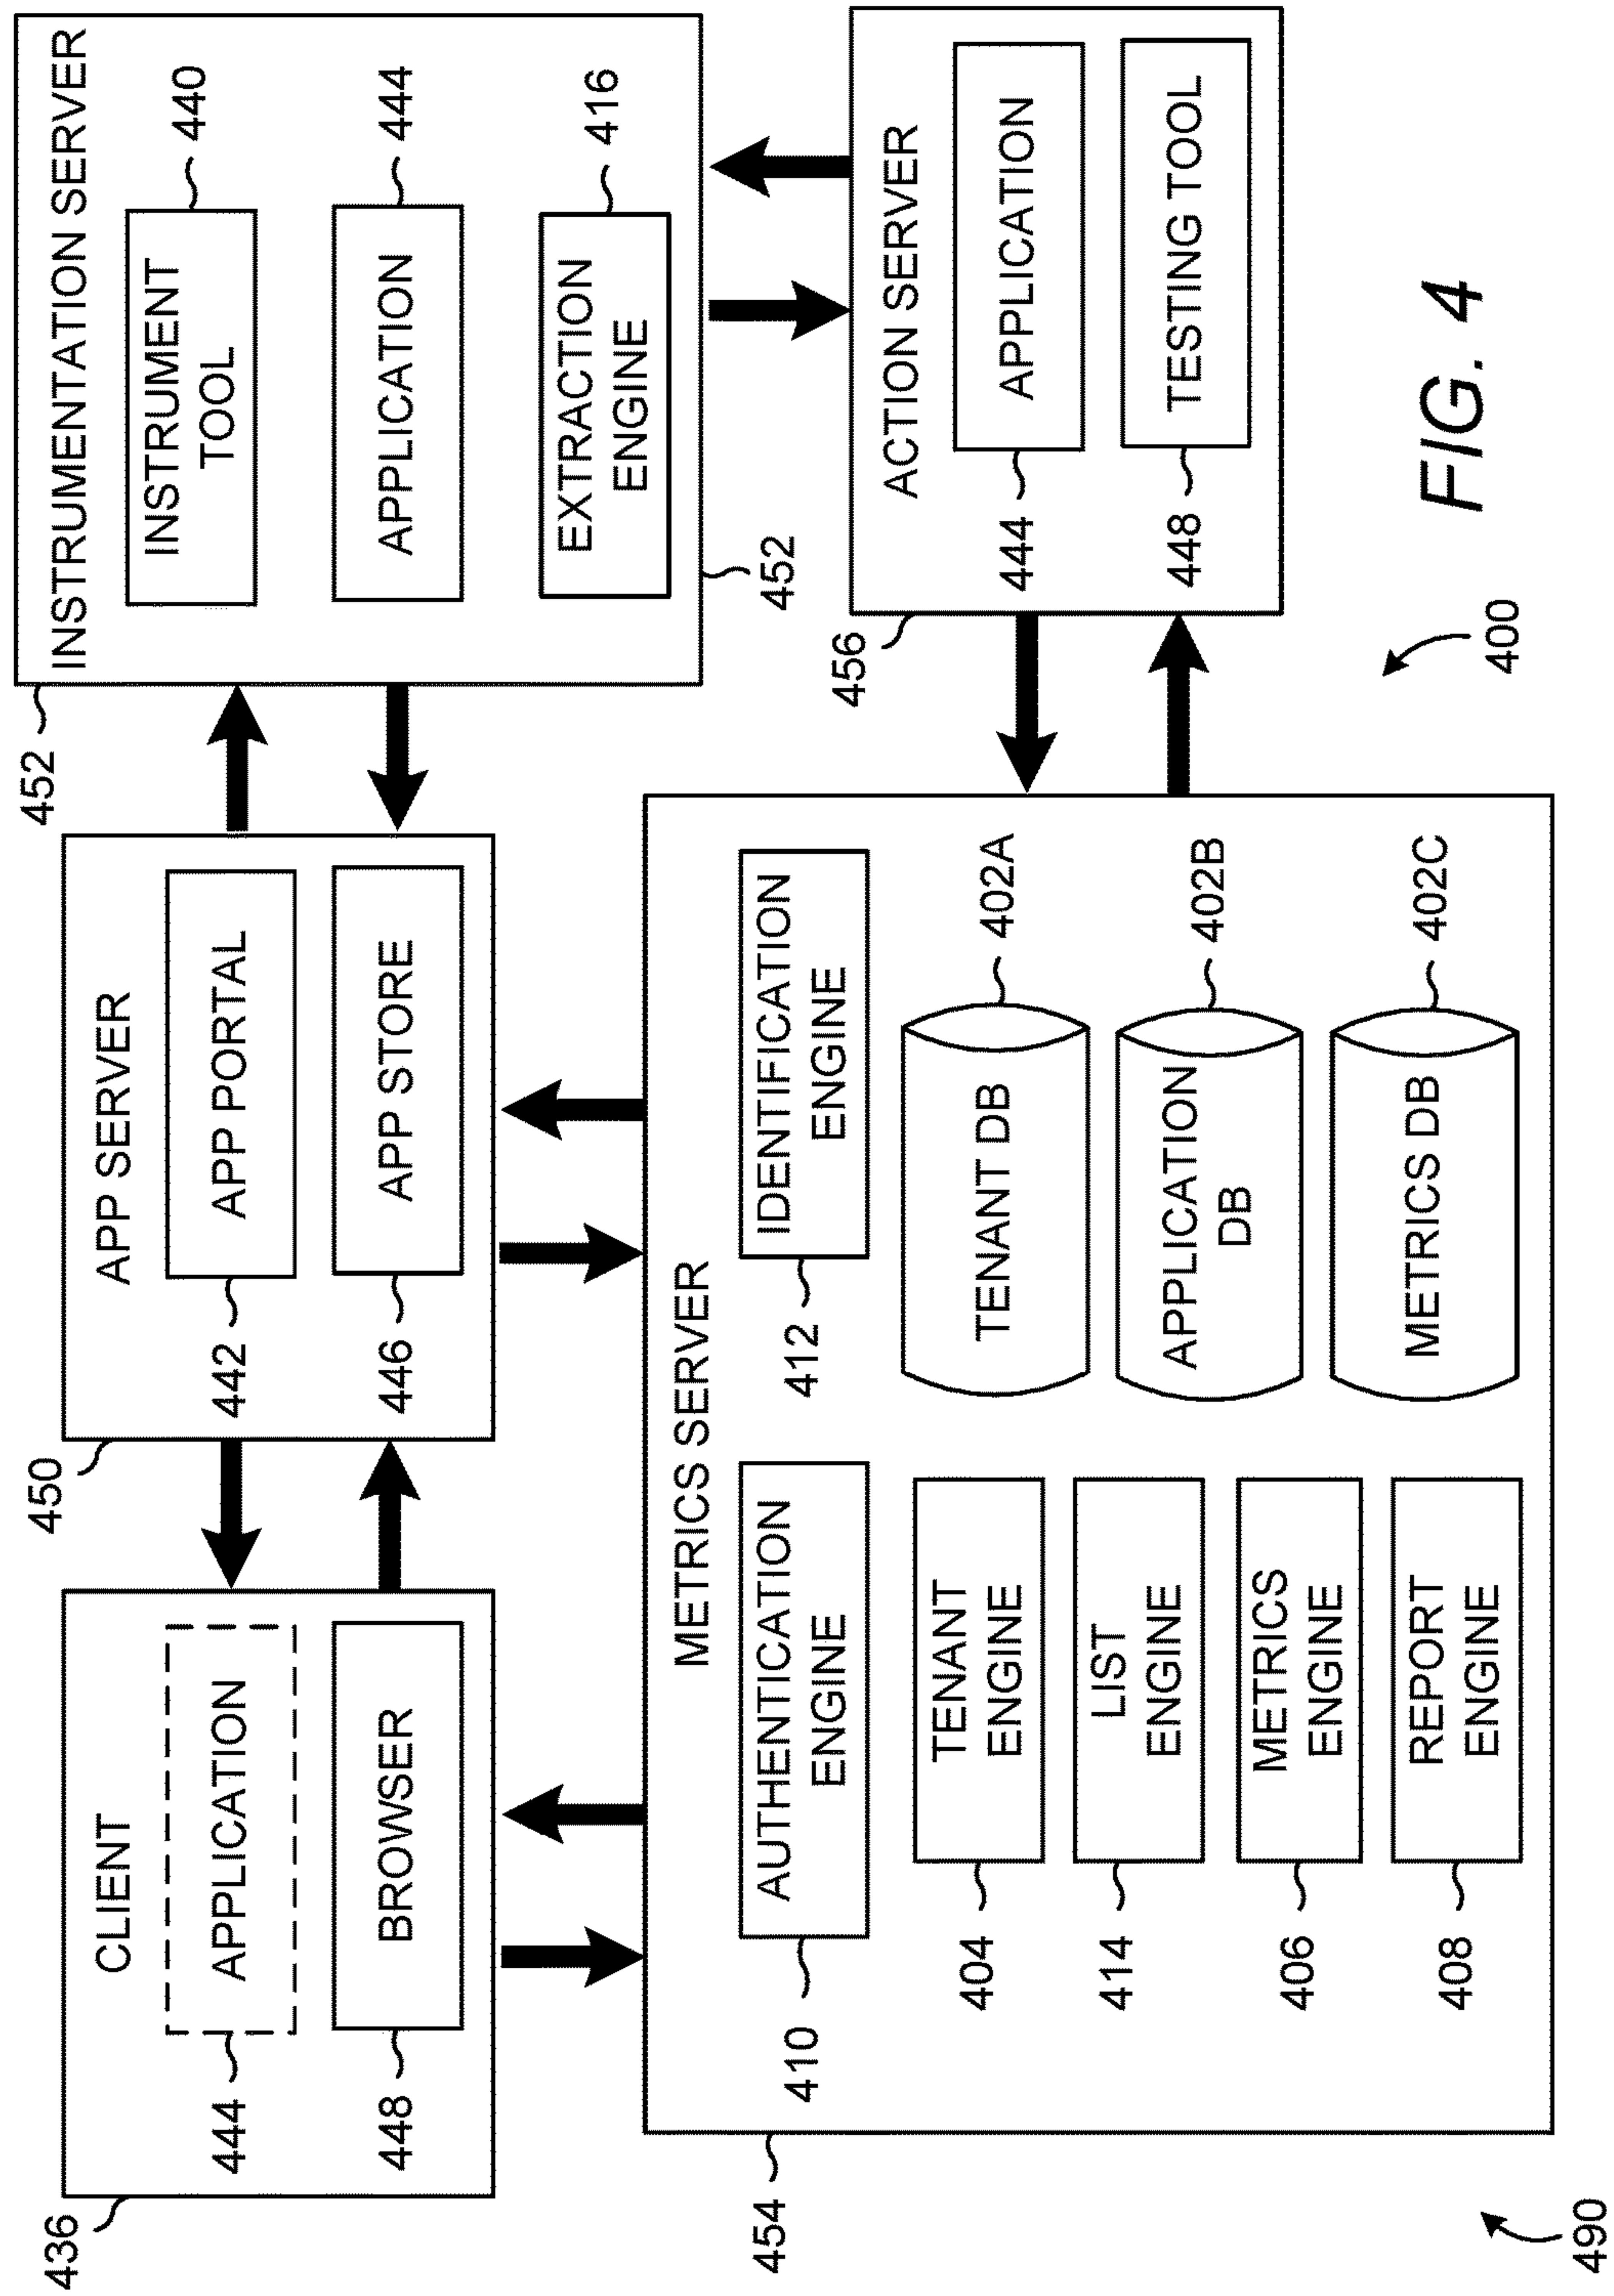 CLIENT
436
APPLICATION
444
BROWSER
448
APP SERVER
450
APP PORTAL
442
APP STORE
446
INSTRUMENTATION SERVER
452
INSTRUMENT
TOOL
440
APPLICATION
444
EXTRACTION
ENGINE
416
452
METRICS SERVER
454
AUTHENTICATION
ENGINE
410
IDENTIFICATION
ENGINE
412
TENANT
ENGINE
404
LIST
ENGINE
414
METRICS
ENGINE
406
REPORT
ENGINE
408
TENANT DB
402A
APPLICATION
DB
402B
METRICS DB
402C
ACTION SERVER
456
APPLICATION
444
TESTING TOOL
448
490
400
FIG. 4